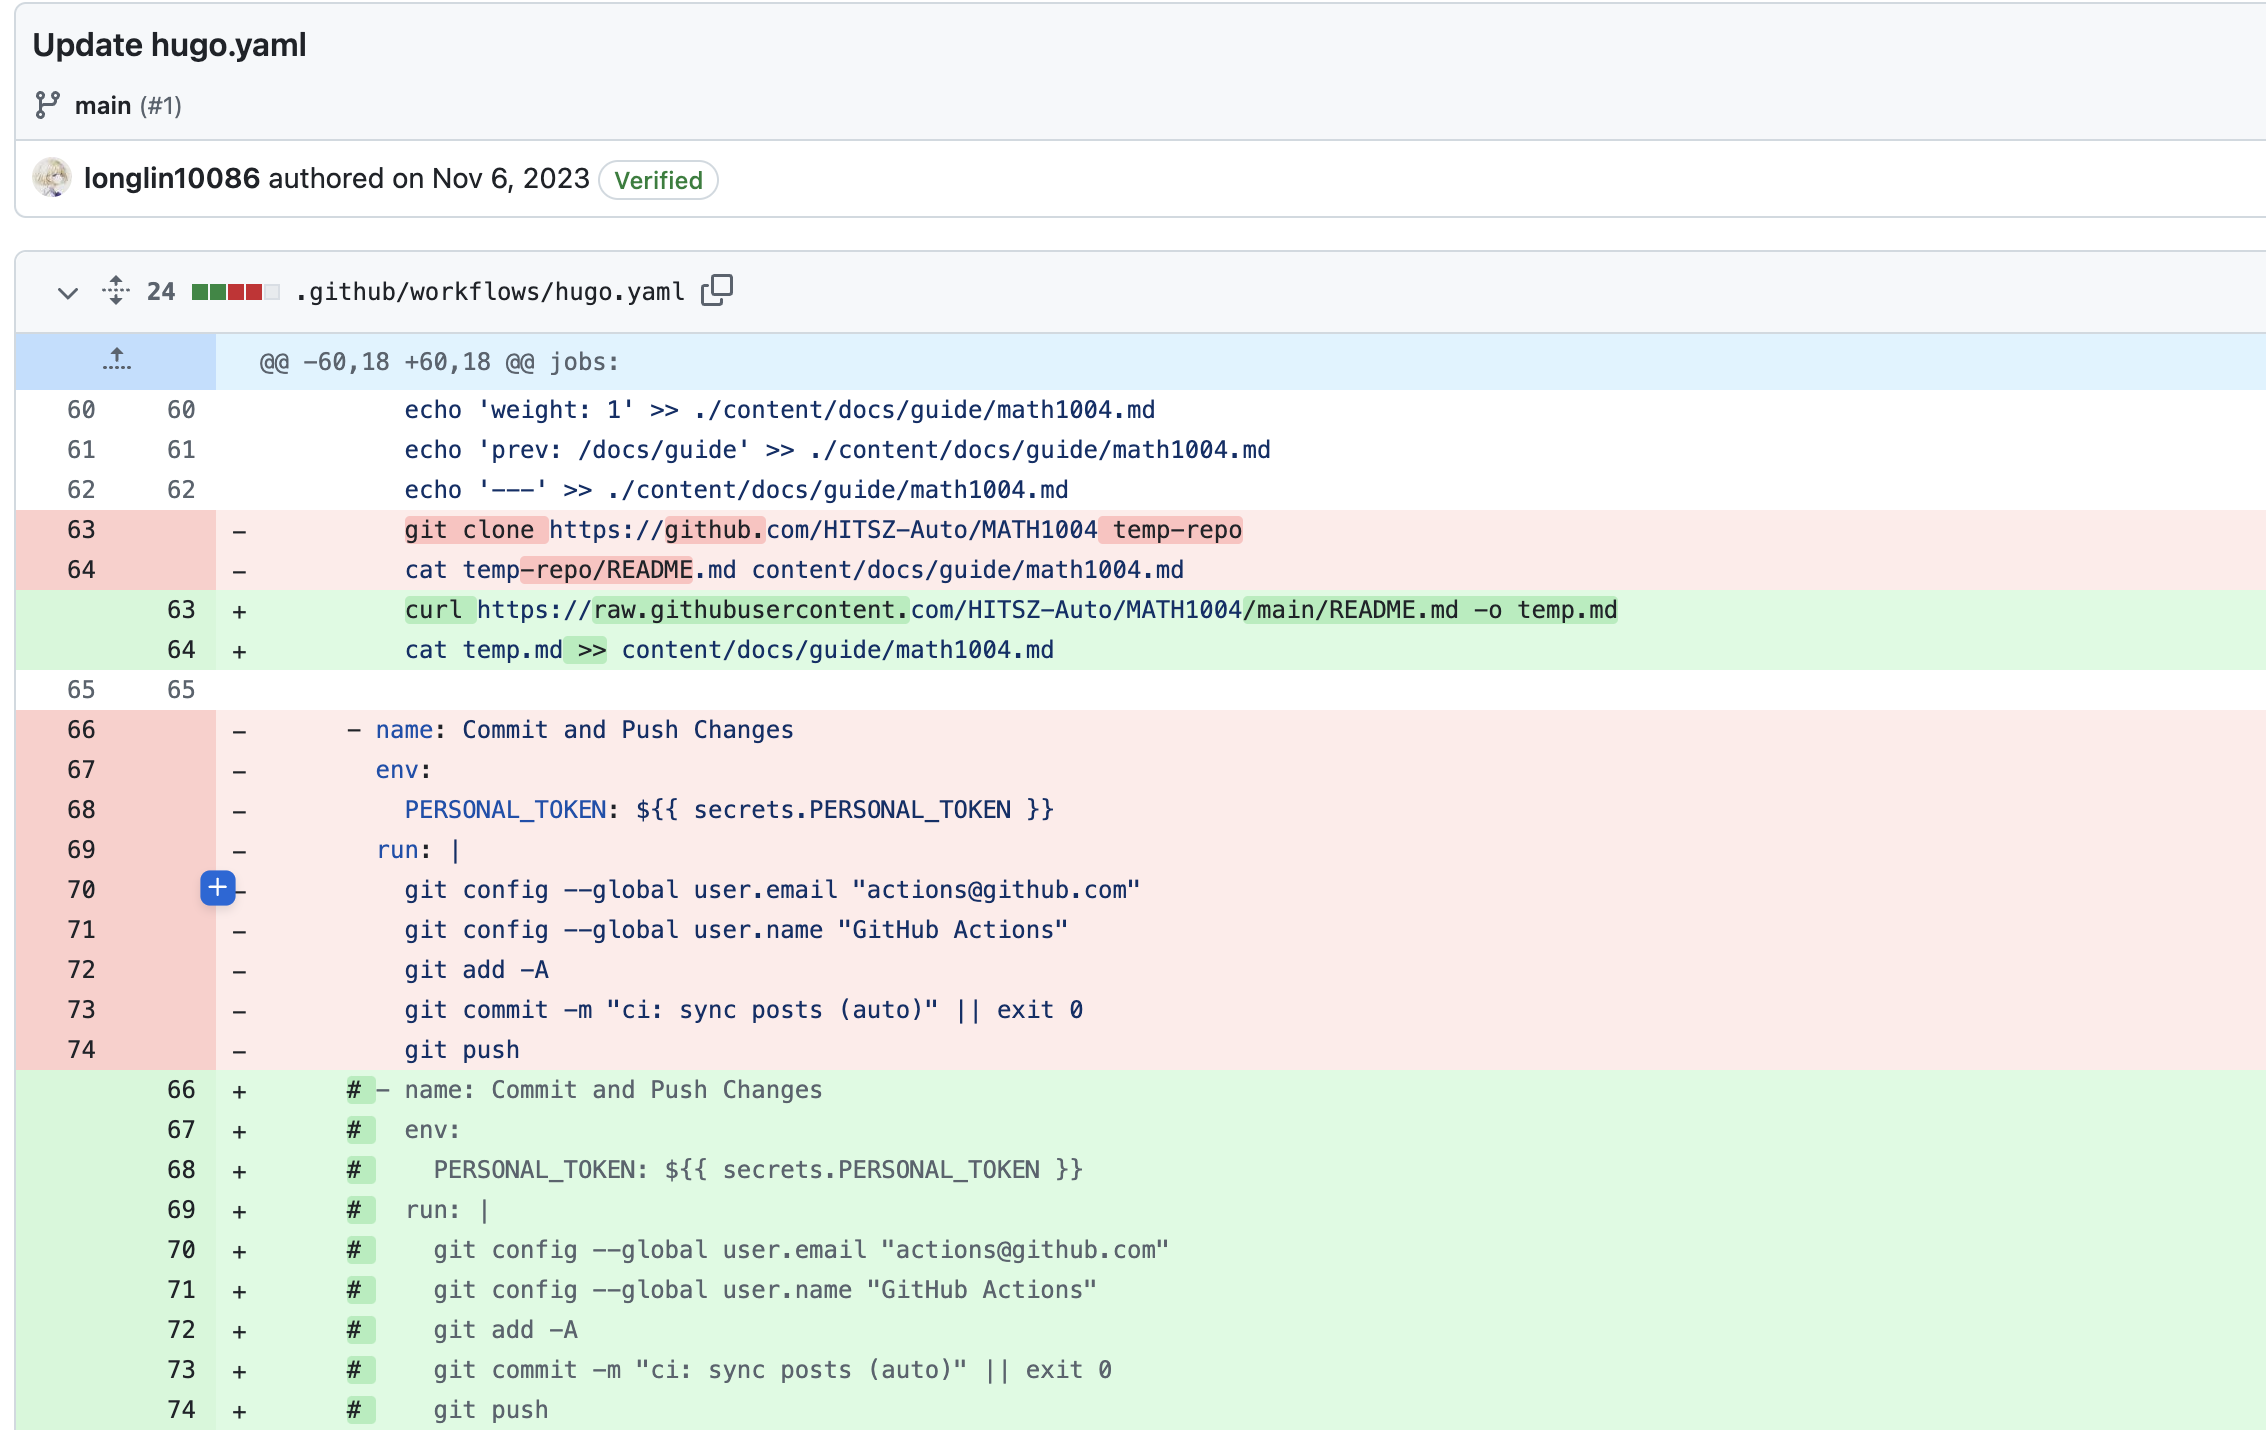 Update hugo.yaml
main (#1)
longlin10086 authored on Nov 6, 2023 Verified
24 .github/workflows/hugo.yaml
@@ -60,18 +60,18 @@ jobs:
60 60 echo 'weight: 1' >> ./content/docs/guide/math1004.md
61 61 echo 'prev: /docs/guide' >> ./content/docs/guide/math1004.md
62 62 echo '---' >> ./content/docs/guide/math1004.md
63 - git clone https://github.com/HITSZ-Auto/MATH1004 temp-repo
64 - cat temp-repo/README.md content/docs/guide/math1004.md
63 + curl https://raw.githubusercontent.com/HITSZ-Auto/MATH1004/main/README.md -o temp.md
64 + cat temp.md >> content/docs/guide/math1004.md
65 65
66 - - name: Commit and Push Changes
67 - env:
68 - PERSONAL_TOKEN: ${{ secrets.PERSONAL_TOKEN }}
69 - run: |
70 - git config --global user.email "actions@github.com"
71 - git config --global user.name "GitHub Actions"
72 - git add -A
73 - git commit -m "ci: sync posts (auto)" || exit 0
74 - git push
66 + # - name: Commit and Push Changes
67 + # env:
68 + # PERSONAL_TOKEN: ${{ secrets.PERSONAL_TOKEN }}
69 + # run: |
70 + # git config --global user.email "actions@github.com"
71 + # git config --global user.name "GitHub Actions"
72 + # git add -A
73 + # git commit -m "ci: sync posts (auto)" || exit 0
74 + # git push